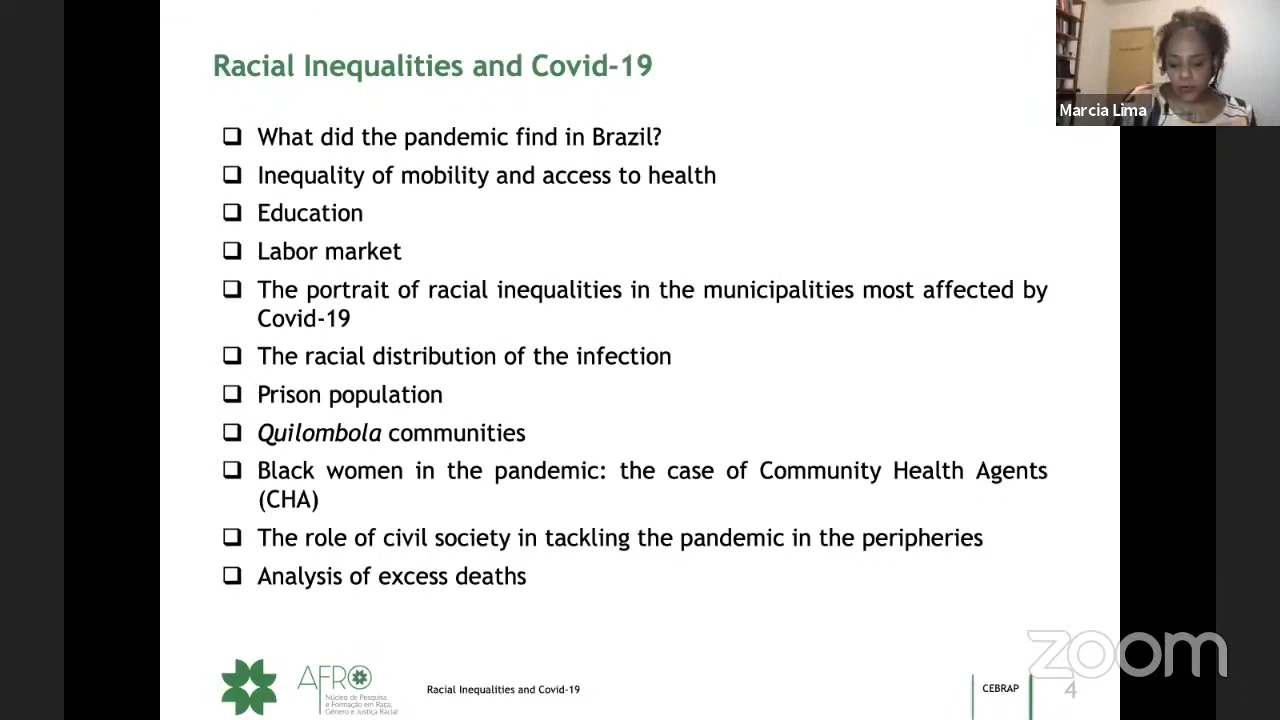 Racial Inequalities and Covid-19
Marcia Lima
❑ What did the pandemic find in Brazil?
❑ Inequality of mobility and access to health
❑ Education
❑ Labor market
❑ The portrait of racial inequalities in the municipalities most affected by
Covid-19
❑ The racial distribution of the infection
❑ Prison population
❑ Quilombola communities
❑ Black women in the pandemic: the case of Community Health Agents
(CHA)
❑ The role of civil society in tackling the pandemic in the peripheries
❑ Analysis of excess deaths
AFRO
Núcleo de Pesquisa
e Formação em Raça,
Gênero e Justiça Racial
Racial Inequalities and Covid-19
CEBRAP
4
zoom